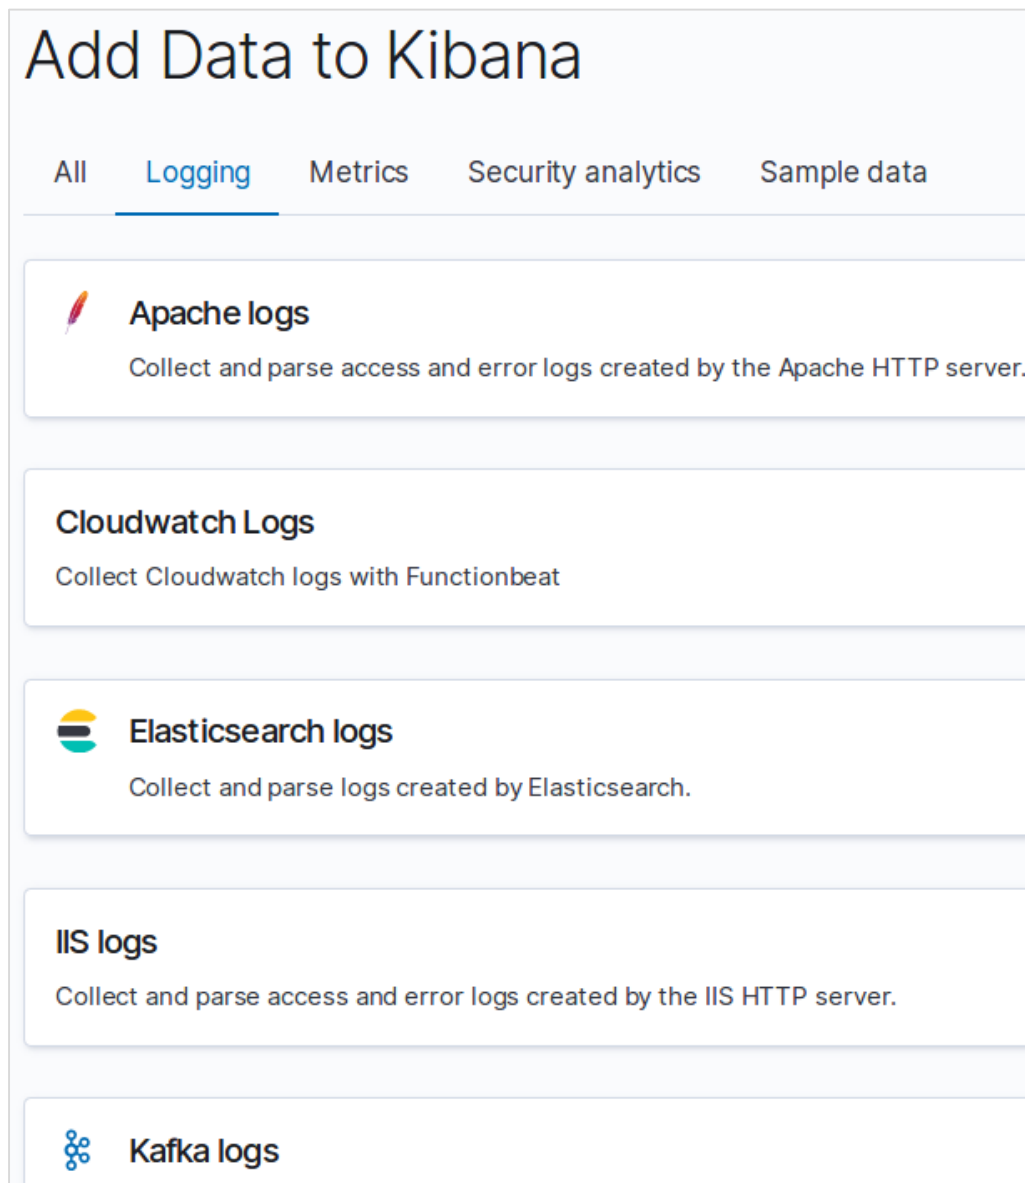 Add Data to Kibana
All Logging Metrics Security analytics Sample data
Apache logs
Collect and parse access and error logs created by the Apache HTTP server.
Cloudwatch Logs
Collect Cloudwatch logs with Functionbeat
Elasticsearch logs
Collect and parse logs created by Elasticsearch.
IIS logs
Collect and parse access and error logs created by the IIS HTTP server.
Kafka logs